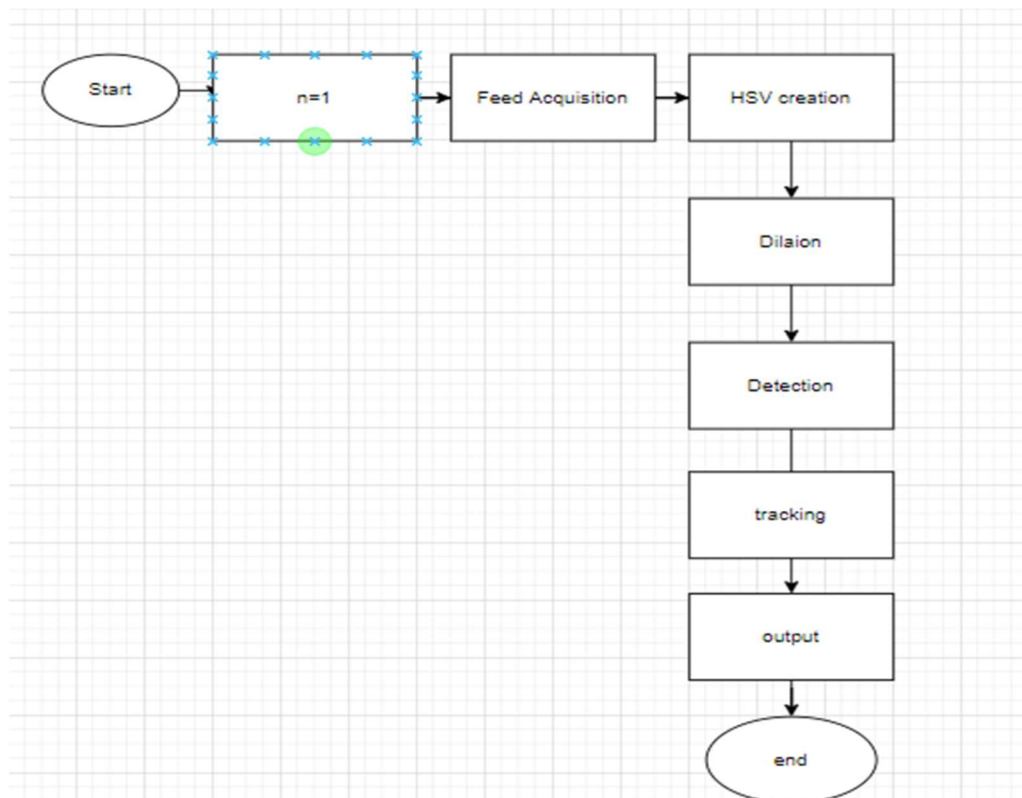 Start
n=1
Feed Acquisition
HSV creation
Dilaion
Detection
tracking
output
end